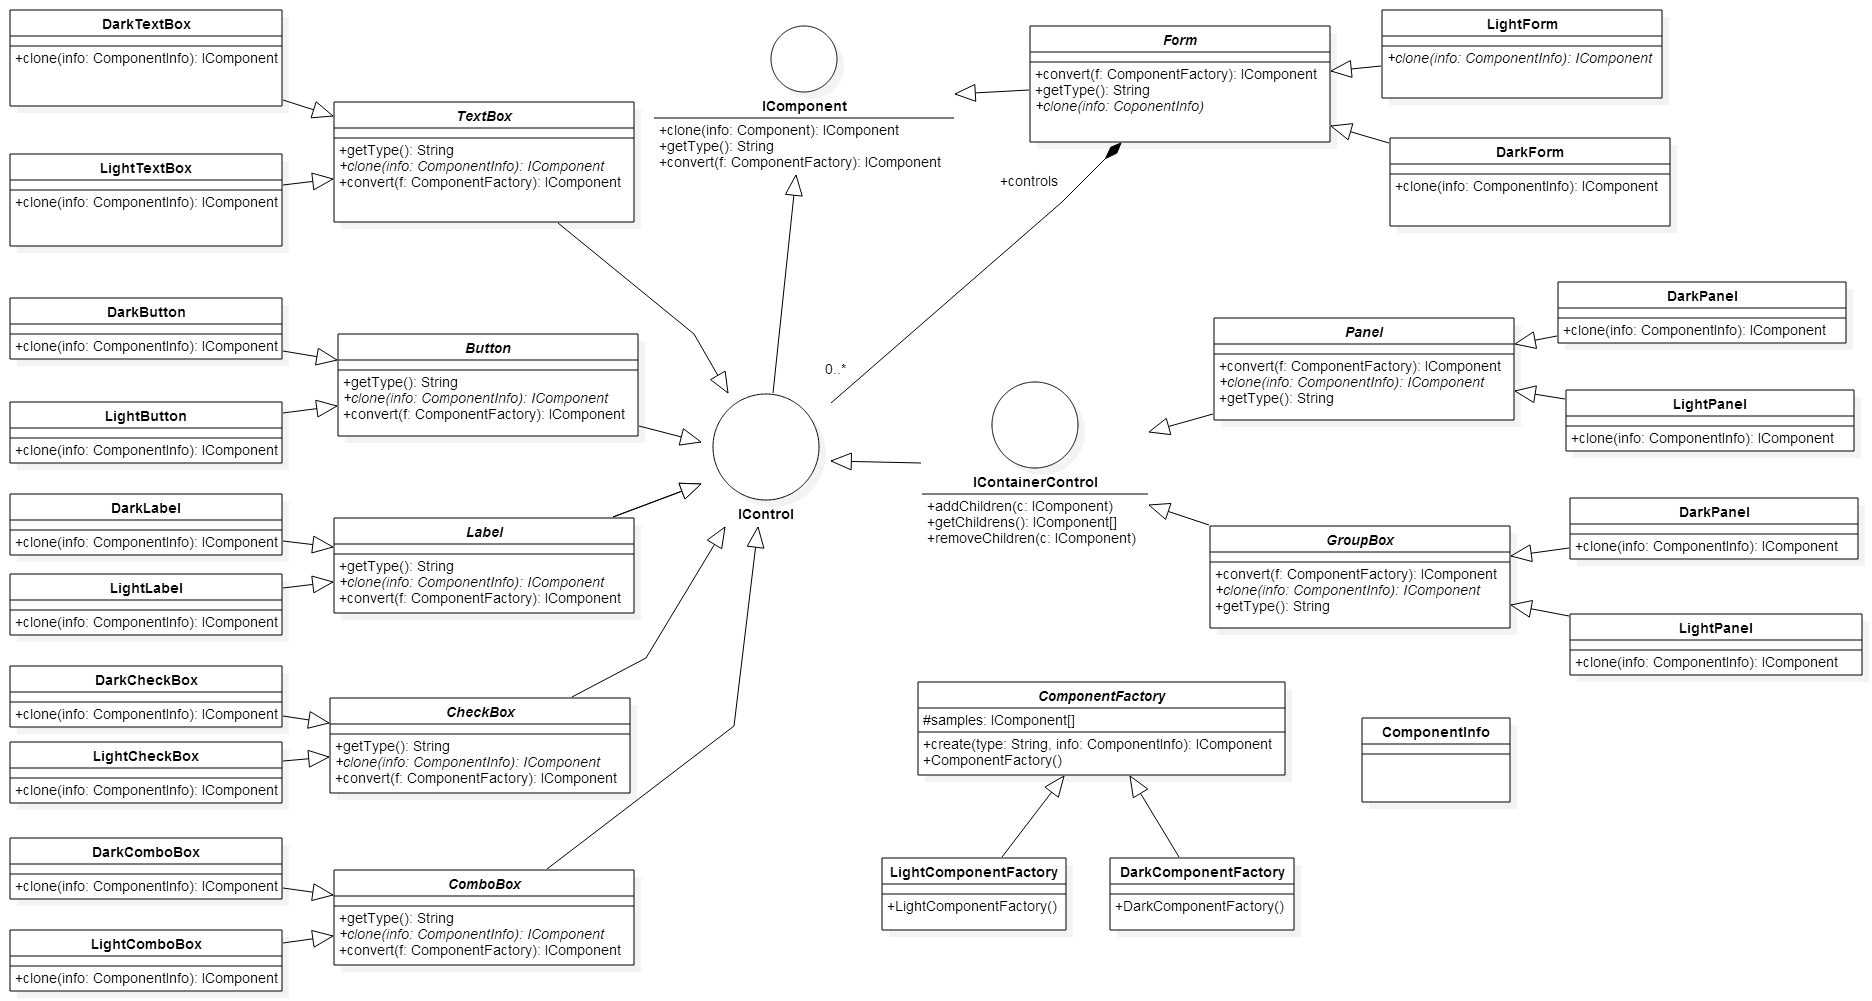 DarkTextBox
+clone(info: ComponentInfo): IComponent
LightTextBox
+clone(info: ComponentInfo): IComponent
TextBox
+getType(): String
+clone(info: ComponentInfo): IComponent
+convert(f: ComponentFactory): IComponent
IComponent
+clone(info: Component): IComponent
+getType(): String
+convert(f: ComponentFactory): IComponent
Form
+convert(f: ComponentFactory): IComponent
+getType(): String
+clone(info: CoponentInfo)
LightForm
+clone(info: ComponentInfo): IComponent
DarkForm
+clone(info: ComponentInfo): IComponent
+controls
0..*
DarkButton
+clone(info: ComponentInfo): IComponent
LightButton
+clone(info: ComponentInfo): IComponent
Button
+getType(): String
+clone(info: ComponentInfo): IComponent
+convert(f: ComponentFactory): IComponent
IControl
IContainerControl
+addChildren(c: IComponent)
+getChildrens(): IComponent[]
+removeChildren(c: IComponent)
Panel
+convert(f: ComponentFactory): IComponent
+clone(info: ComponentInfo): IComponent
+getType(): String
DarkPanel
+clone(info: ComponentInfo): IComponent
LightPanel
+clone(info: ComponentInfo): IComponent
GroupBox
+convert(f: ComponentFactory): IComponent
+clone(info: ComponentInfo): IComponent
+getType(): String
DarkPanel
+clone(info: ComponentInfo): IComponent
LightPanel
+clone(info: ComponentInfo): IComponent
DarkLabel
+clone(info: ComponentInfo): IComponent
LightLabel
+clone(info: ComponentInfo): IComponent
Label
+getType(): String
+clone(info: ComponentInfo): IComponent
+convert(f: ComponentFactory): IComponent
DarkCheckBox
+clone(info: ComponentInfo): IComponent
LightCheckBox
+clone(info: ComponentInfo): IComponent
CheckBox
+getType(): String
+clone(info: ComponentInfo): IComponent
+convert(f: ComponentFactory): IComponent
DarkComboBox
+clone(info: ComponentInfo): IComponent
LightComboBox
+clone(info: ComponentInfo): IComponent
ComboBox
+getType(): String
+clone(info: ComponentInfo): IComponent
+convert(f: ComponentFactory): IComponent
ComponentFactory
#samples: IComponent[]
+create(type: String, info: ComponentInfo): IComponent
+ComponentFactory()
ComponentInfo
LightComponentFactory
+LightComponentFactory()
DarkComponentFactory
+DarkComponentFactory()